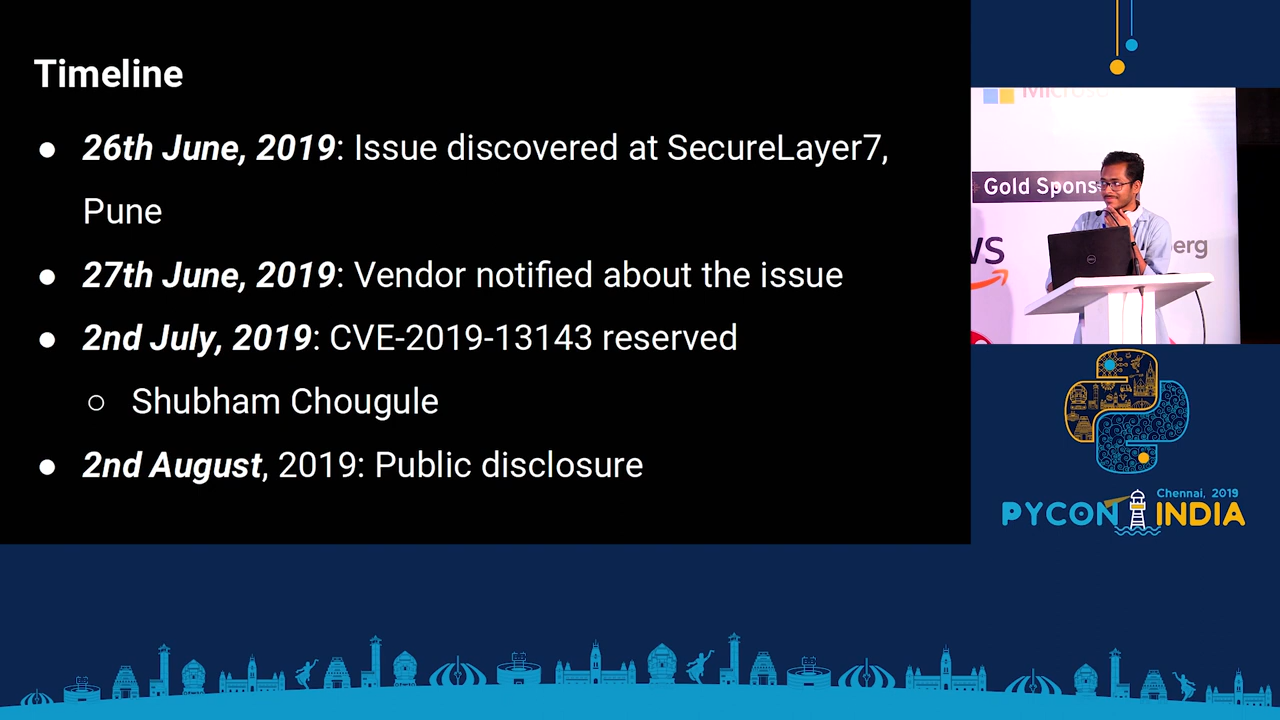 Timeline
● 26th June, 2019: Issue discovered at SecureLayer7,
Pune
● 27th June, 2019: Vendor notified about the issue
● 2nd July, 2019: CVE-2019-13143 reserved
○ Shubham Chougule
● 2nd August, 2019: Public disclosure
Gold Spons
Chennai, 2019
PYCON INDIA